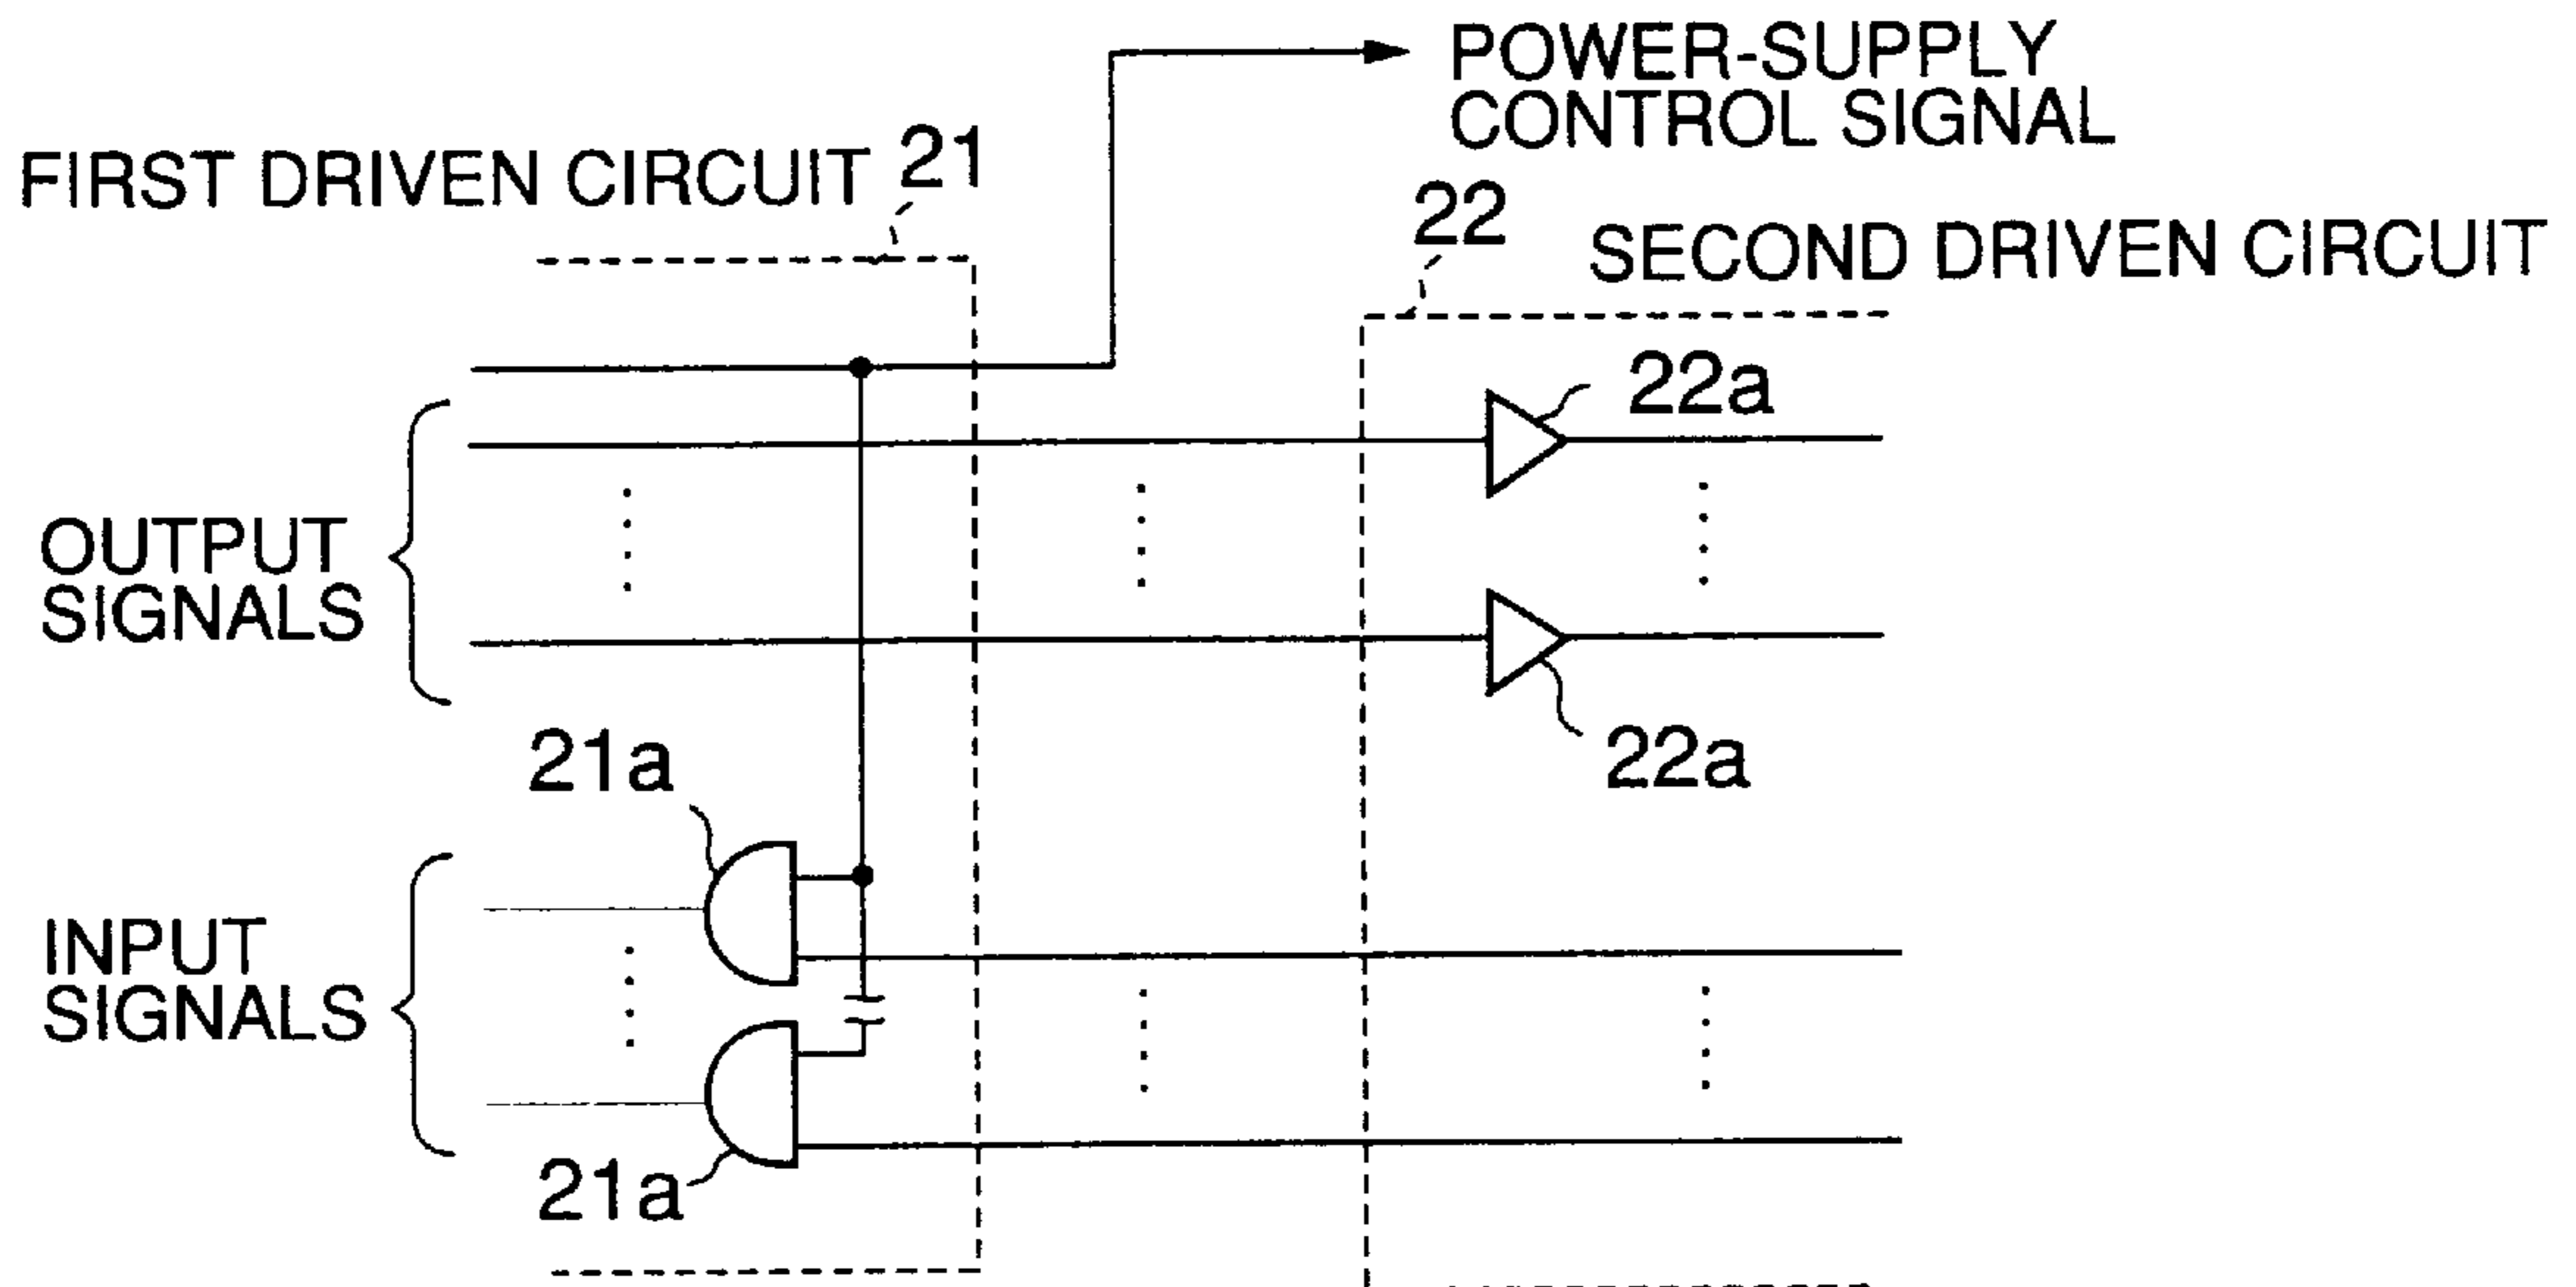 POWER-SUPPLY
CONTROL SIGNAL
FIRST DRIVEN CIRCUIT 21
22
SECOND DRIVEN CIRCUIT
22a
OUTPUT
SIGNALS
22a
21a
INPUT
SIGNALS
21a